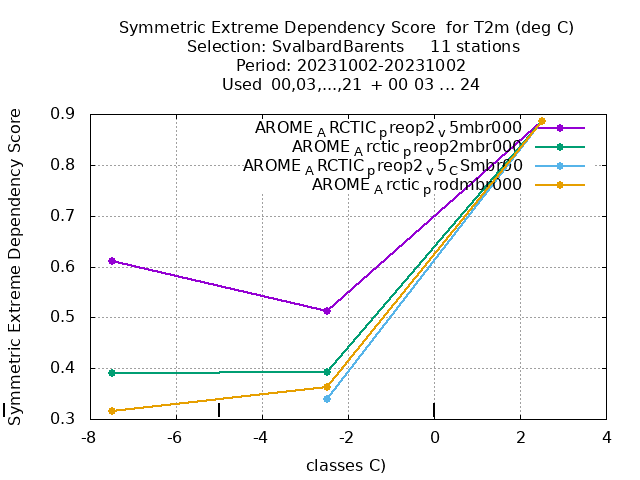 Symmetric Extreme Dependency Score for T2m (deg C)
Selection: SvalbardBarents 11 stations
Period: 20231002-20231002
Used 00,03,...,21 + 00 03 ... 24
Symmetric Extreme Dependency Score
0.9
0.8
0.7
0.6
0.5
0.4
0.3
AROME_ARCTIC_preop2_v5mbr000
AROME_Arctic_preop2mbr000
AROME_ARCTIC_preop2_v5_CSmbr00
AROME_Arctic_prodmbr000
-8 -6 -4 -2 0 2 4
classes C)